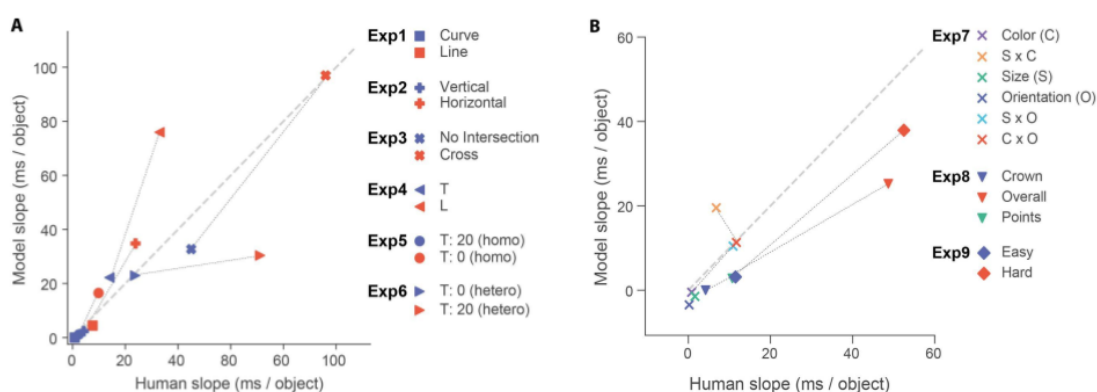 A
Model slope (ms / object)
100
80
60
40
20
0
0 20 40 60 80 100
Human slope (ms / object)
Exp1 Curve
Line
Exp2 Vertical
Horizontal
Exp3 No Intersection
Cross
Exp4 T
L
Exp5 T: 20 (homo)
T: 0 (homo)
Exp6 T: 0 (hetero)
T: 20 (hetero)
B
Model slope (ms / object)
60
40
20
0
0 20 40 60
Human slope (ms / object)
Exp7 Color (C)
S x C
Size (S)
Orientation (O)
S x O
C x O
Exp8 Crown
Overall
Points
Exp9 Easy
Hard